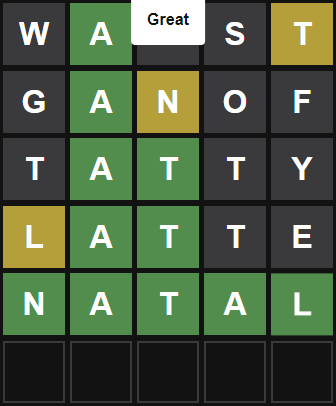 Great
W A S T
G A N O F
T A T T Y
L A T T E
N A T A L